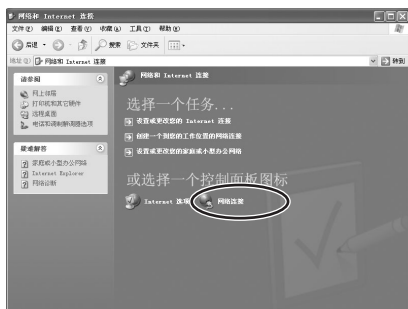 网络和 Internet 连接
文件(F) 编辑(E) 查看(V) 收藏(A) 工具(T) 帮助(H)
后退 搜索 文件夹
地址(D) 网络和 Internet 连接 转到
请参阅
网上邻居
打印机和其它硬件
远程桌面
电话和调制解调器选项
疑难解答
家庭或小型办公网络
Internet Explorer
网络诊断
网络和 Internet 连接
选择一个任务...
设置或更改您的 Internet 连接
创建一个到您的工作位置的网络连接
设置或更改您的家庭或小型办公网络
或选择一个控制面板图标
Internet 选项 网络连接